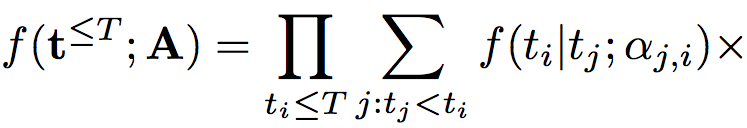 f(𝐭^{≤T}; 𝐀) = ∏_{t_i≤T} ∑_{j:t_j<t_i} f(t_i|t_j; α_{j,i})×